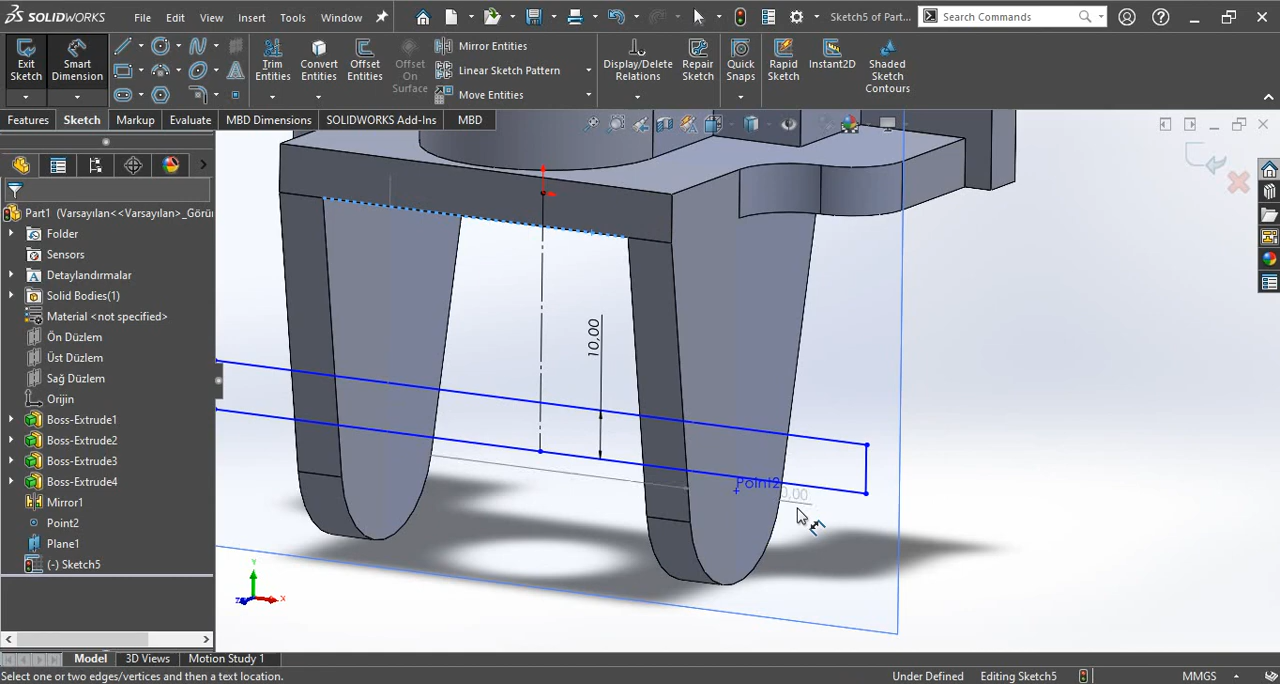 SOLIDWORKS File Edit View Insert Tools Window Sketch5 of Part... Search Commands
Exit Sketch
Smart Dimension
Trim Entities
Convert Entities
Offset Entities
Offset On Surface
Mirror Entities
Linear Sketch Pattern
Move Entities
Display/Delete Relations
Repair Sketch
Quick Snaps
Rapid Sketch
Instant2D
Shaded Sketch Contours
Features Sketch Markup Evaluate MBD Dimensions SOLIDWORKS Add-Ins MBD
Part1 (Varsayılan<<Varsayılan>_Görü
Folder
Sensors
Detaylandırmalar
Solid Bodies(1)
Material <not specified>
Ön Düzlem
Üst Düzlem
Sağ Düzlem
Orijin
Boss-Extrude1
Boss-Extrude2
Boss-Extrude3
Boss-Extrude4
Mirror1
Point2
Plane1
(-) Sketch5
10,00
Point2
Y
Z
X
Model 3D Views Motion Study 1
Select one or two edges/vertices and then a text location. Under Defined Editing Sketch5 MMGS